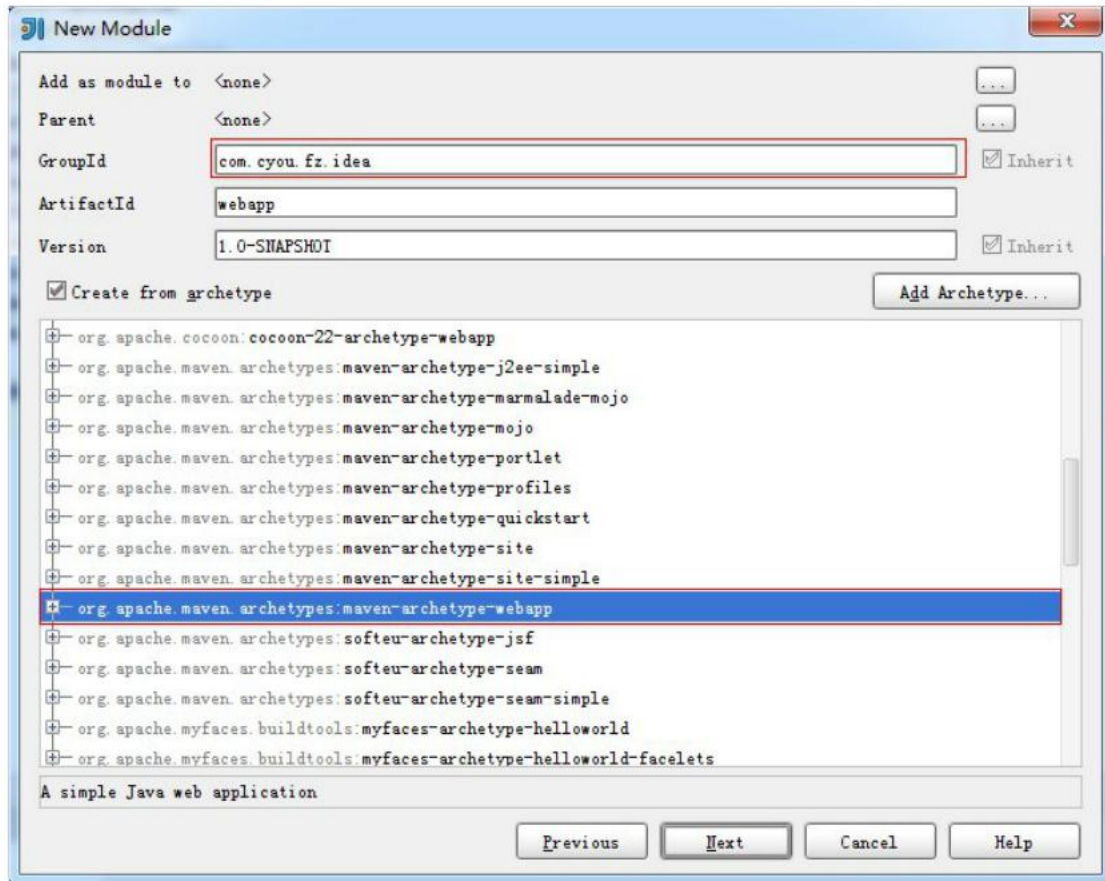 New Module
Add as module to <none> ...
Parent <none> ...
GroupId com.cyou.fz.idea Inherit
ArtifactId webapp
Version 1.0-SNAPSHOT Inherit
Create from archetype Add Archetype...
org.apache.cocoon:cocoon-22-archetype-webapp
org.apache.maven.archetypes:maven-archetype-j2ee-simple
org.apache.maven.archetypes:maven-archetype-marmalade-mojo
org.apache.maven.archetypes:maven-archetype-mojo
org.apache.maven.archetypes:maven-archetype-portlet
org.apache.maven.archetypes:maven-archetype-profiles
org.apache.maven.archetypes:maven-archetype-quickstart
org.apache.maven.archetypes:maven-archetype-site
org.apache.maven.archetypes:maven-archetype-site-simple
org.apache.maven.archetypes:maven-archetype-webapp
org.apache.maven.archetypes:softeu-archetype-jsf
org.apache.maven.archetypes:softeu-archetype-seam
org.apache.maven.archetypes:softeu-archetype-seam-simple
org.apache.myfaces.buildtools:myfaces-archetype-helloworld
org.apache.myfaces.buildtools:myfaces-archetype-helloworld-facelets
A simple Java web application
Previous Next Cancel Help